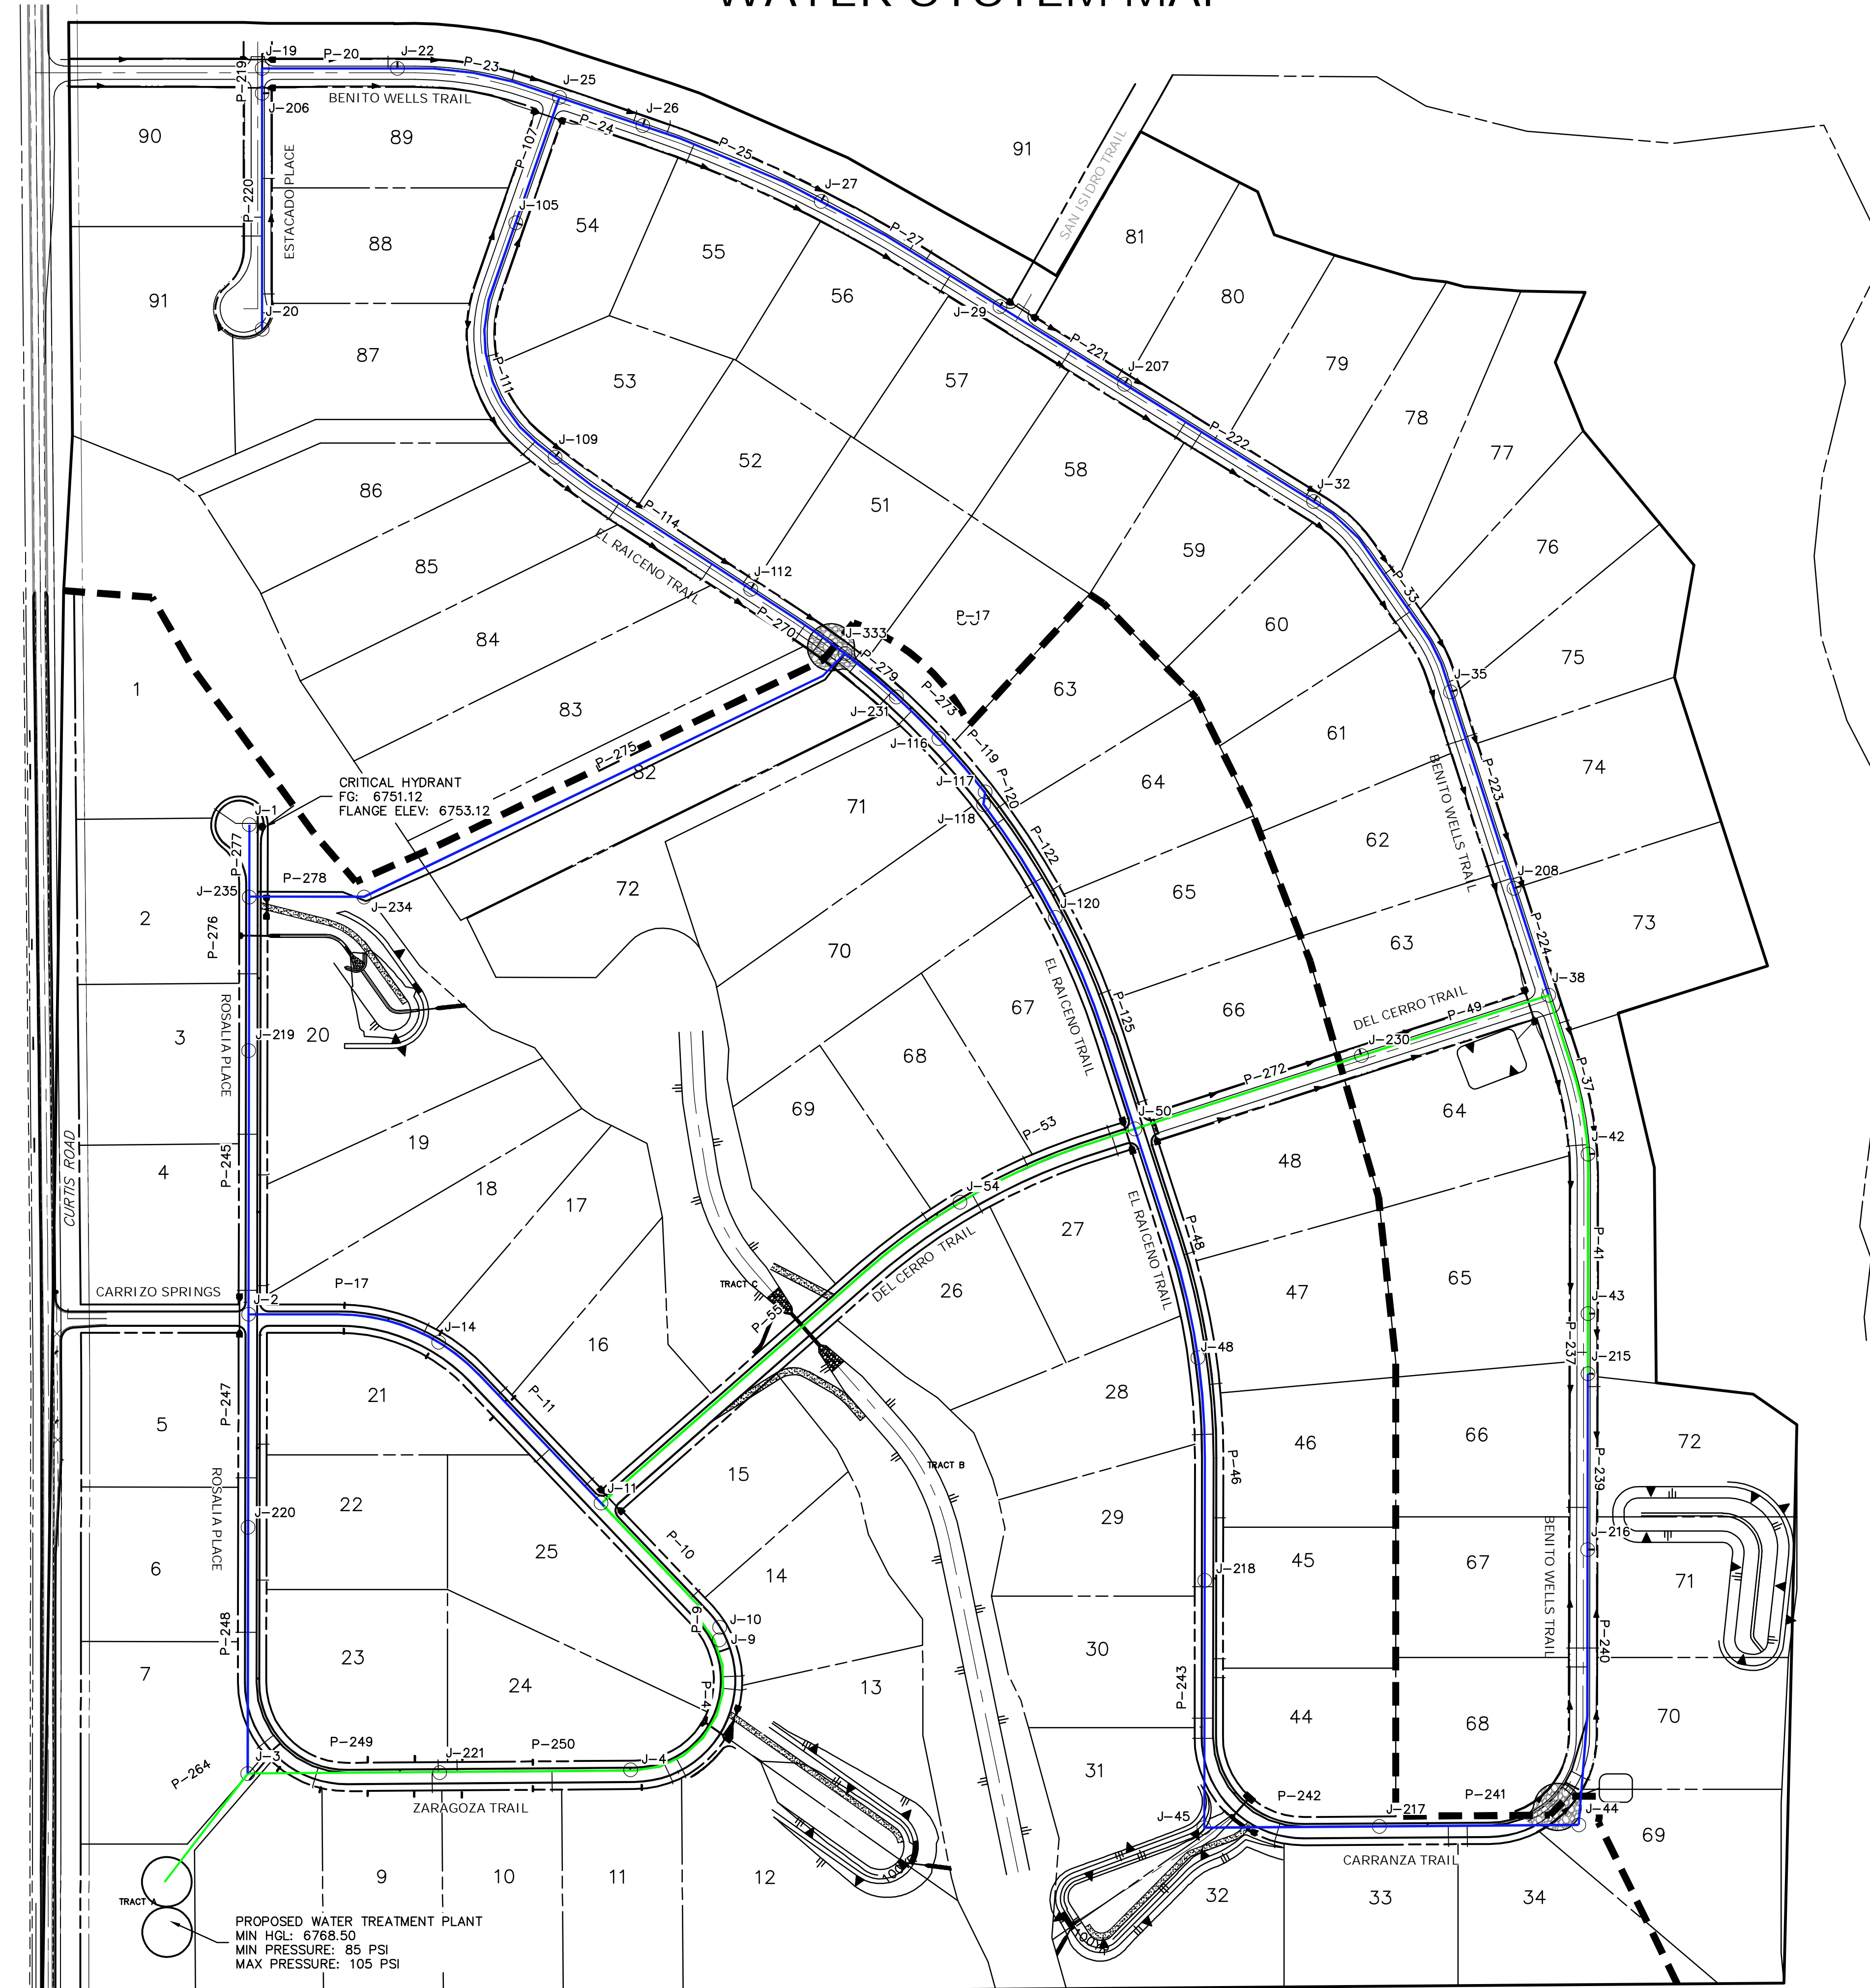 WATER SYSTEM MAP
J-19
P-20
J-22
P-23
J-25
P-219
J-206
BENITO WELLS TRAIL
J-26
P-24
P-25
90
89
P-107
91
SAN ISIDRO TRAIL
P-220
ESTACADO PLACE
J-27
J-105
54
P-27
81
88
55
91
J-20
56
80
J-29
87
P-221
J-207
79
53
57
P-111
78
P-222
J-109
77
52
58
86
J-32
51
P-114
EL RAICENO TRAIL
59
76
85
J-112
P-33
P-270
J-333
P-17
60
84
75
1
P-279
P-273
63
J-35
83
J-231
J-116
P-119
61
P-275
82
74
CRITICAL HYDRANT
FG: 6751.12
FLANGE ELEV: 6753.12
J-117
P-120
64
BENITO WELLS TRAIL
P-223
71
J-1
J-118
P-277
P-122
62
P-278
J-208
J-235
72
65
J-234
J-120
2
73
P-276
70
63
P-224
EL RAICENO TRAIL
J-38
67
66
DEL CERRO TRAIL
P-49
ROSALIA PLACE
3
J-219
20
P-125
J-230
68
P-272
P-37
69
J-50
64
P-53
J-42
CURTIS ROAD
19
P-245
4
48
J-54
18
17
EL RAICENO TRAIL
27
P-48
P-41
DEL CERRO TRAIL
CARRIZO SPRINGS
P-17
TRACT C
26
47
65
J-2
P-55
J-43
J-14
16
J-48
P-237
J-215
21
P-11
28
5
P-247
46
66
72
TRACT B
15
P-46
P-239
J-11
22
ROSALIA PLACE
J-220
29
BENITO WELLS TRAIL
J-216
P-10
25
45
67
6
14
J-218
71
P-248
P-6
J-10
J-9
30
P-240
23
7
24
13
P-243
P-4
44
68
70
P-249
P-250
J-3
J-221
J-4
31
P-264
P-242
P-241
ZARAGOZA TRAIL
J-45
J-217
J-44
69
CARRANZA TRAIL
9
10
11
12
32
33
34
TRACT A
PROPOSED WATER TREATMENT PLANT
MIN HGL: 6768.50
MIN PRESSURE: 85 PSI
MAX PRESSURE: 105 PSI